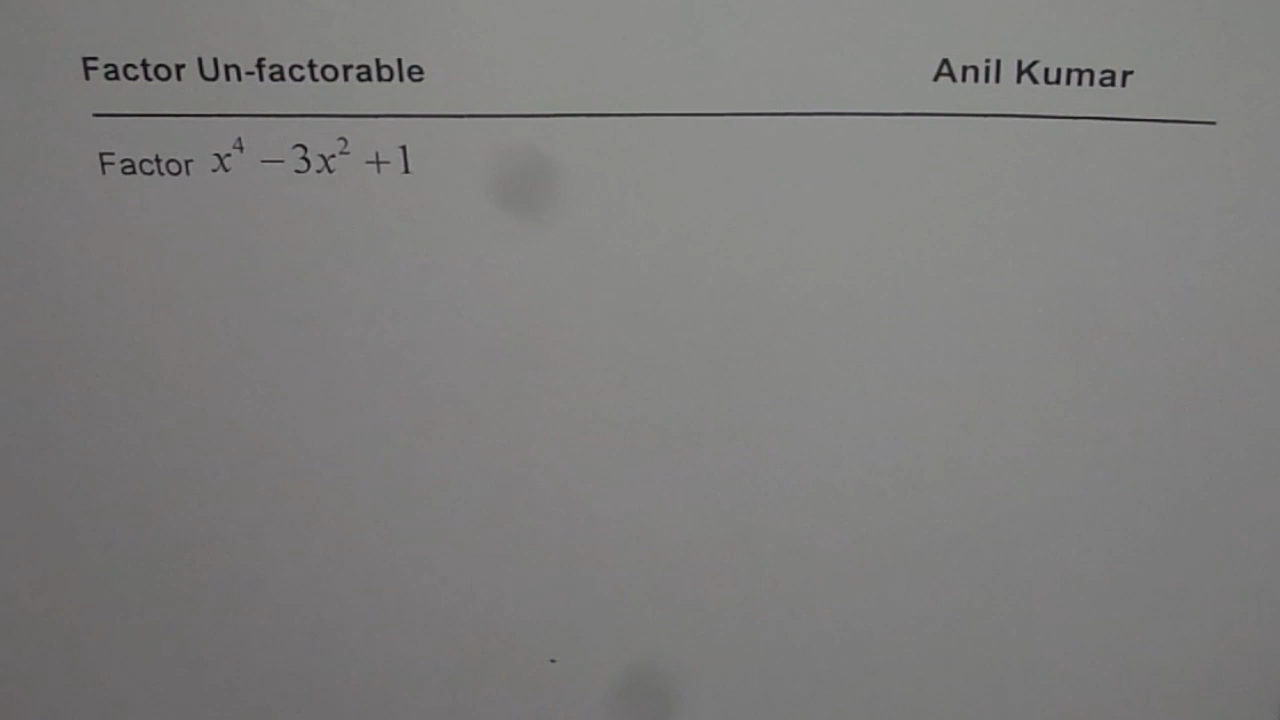 Factor Un-factorable Anil Kumar
Factor x⁴ − 3x² + 1